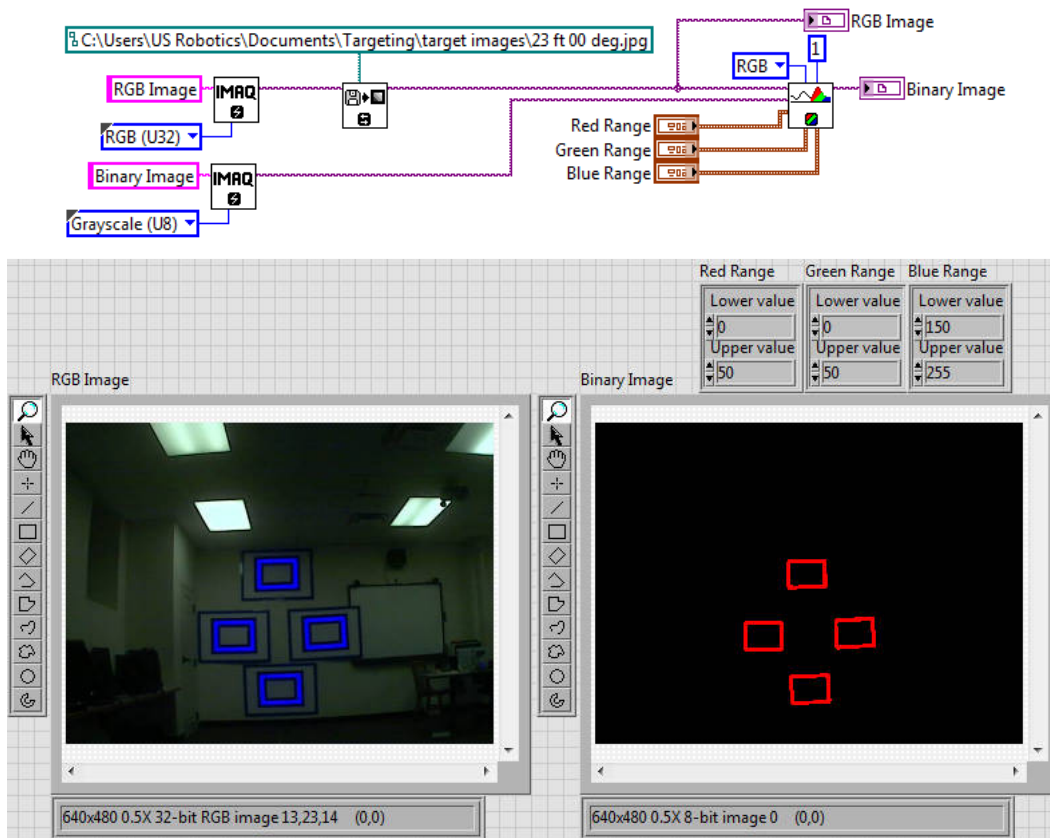 RGB Image
C:\Users\US Robotics\Documents\Targeting\target images\23 ft 00 deg.jpg
1
RGB
RGB Image
IMAQ
Binary Image
RGB (U32)
Red Range
Green Range
Blue Range
Binary Image
IMAQ
Grayscale (U8)
Red Range Green Range Blue Range
Lower value Lower value Lower value
0 0 150
Upper value Upper value Upper value
50 50 255
RGB Image
Binary Image
640x480 0.5X 32-bit RGB image 13,23,14 (0,0)
640x480 0.5X 8-bit image 0 (0,0)